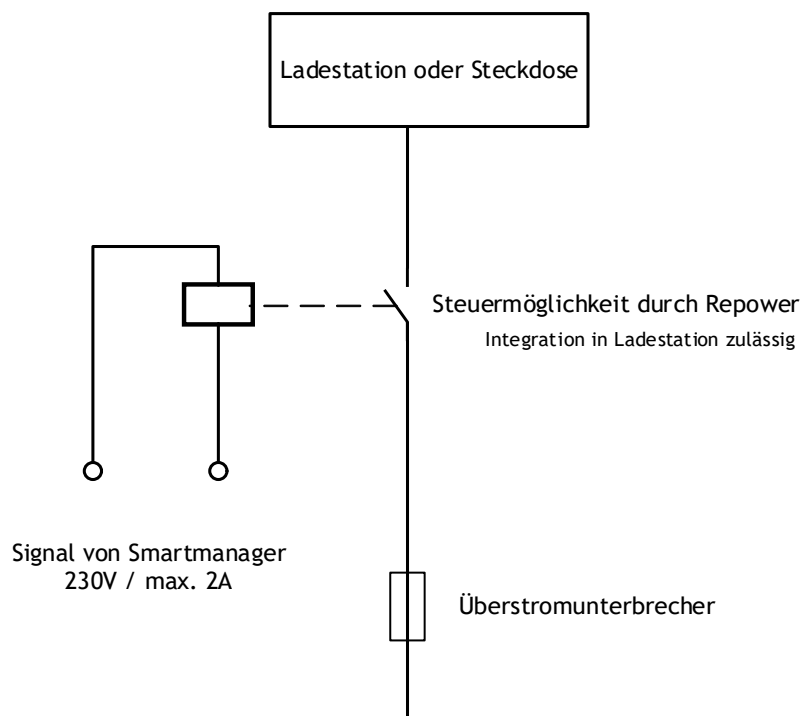 Ladestation oder Steckdose
Steuermöglichkeit durch Repower
Integration in Ladestation zulässig
Signal von Smartmanager
230V / max. 2A
Überstromunterbrecher